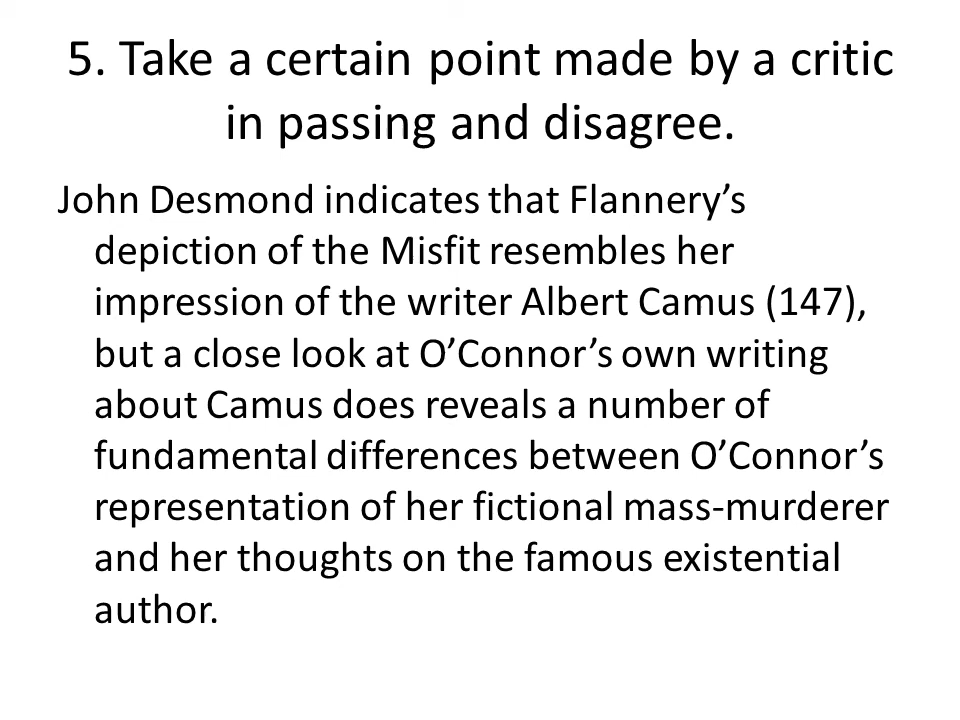 5. Take a certain point made by a critic
in passing and disagree.
John Desmond indicates that Flannery’s
depiction of the Misfit resembles her
impression of the writer Albert Camus (147),
but a close look at O’Connor’s own writing
about Camus does reveals a number of
fundamental differences between O’Connor’s
representation of her fictional mass-murderer
and her thoughts on the famous existential
author.